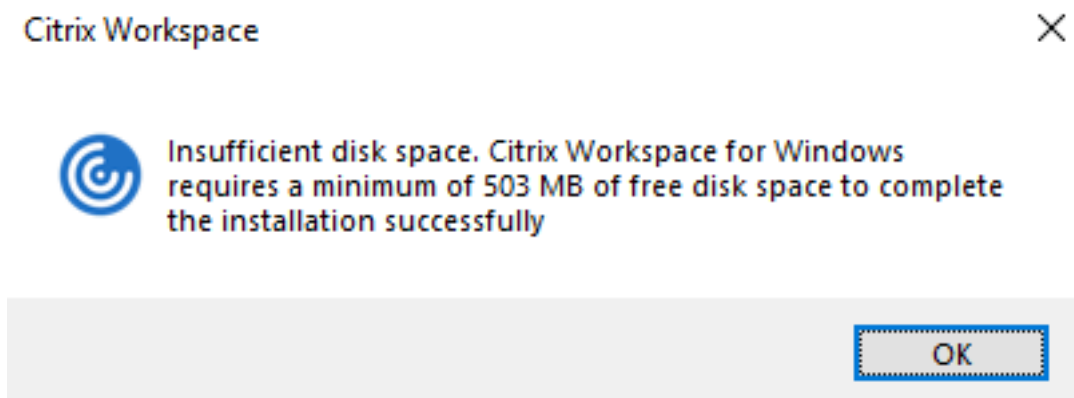 Citrix Workspace
Insufficient disk space. Citrix Workspace for Windows
requires a minimum of 503 MB of free disk space to complete
the installation successfully
OK